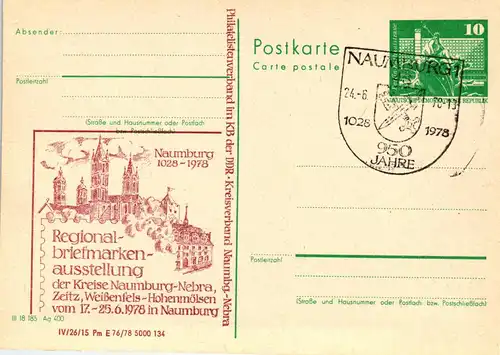 Absender:
Postleitzahl
(Straße und Hausnummer oder Postfach
bzw. Postschließfach)
Philatelistenverband im KB der DDR · Kreisverband Naumbg.-Nebra
Naumburg
1028-1978
Regional-
briefmarken-
ausstellung
der Kreise Naumburg-Nebra,
Zeitz, Weißenfels-Hohenmölsen
vom 17.-25.6.1978 in Naumburg
III 18 185 Ag 400
IV/26/15 Pm E 76/78 5000 134
Postkarte
Carte postale
10
NAUMBURG 1
24.-6.
78-13
1028 1978
950
JAHRE
Postleitzahl
(Straße und Hausnummer oder Postfach bzw. Postschließfach)